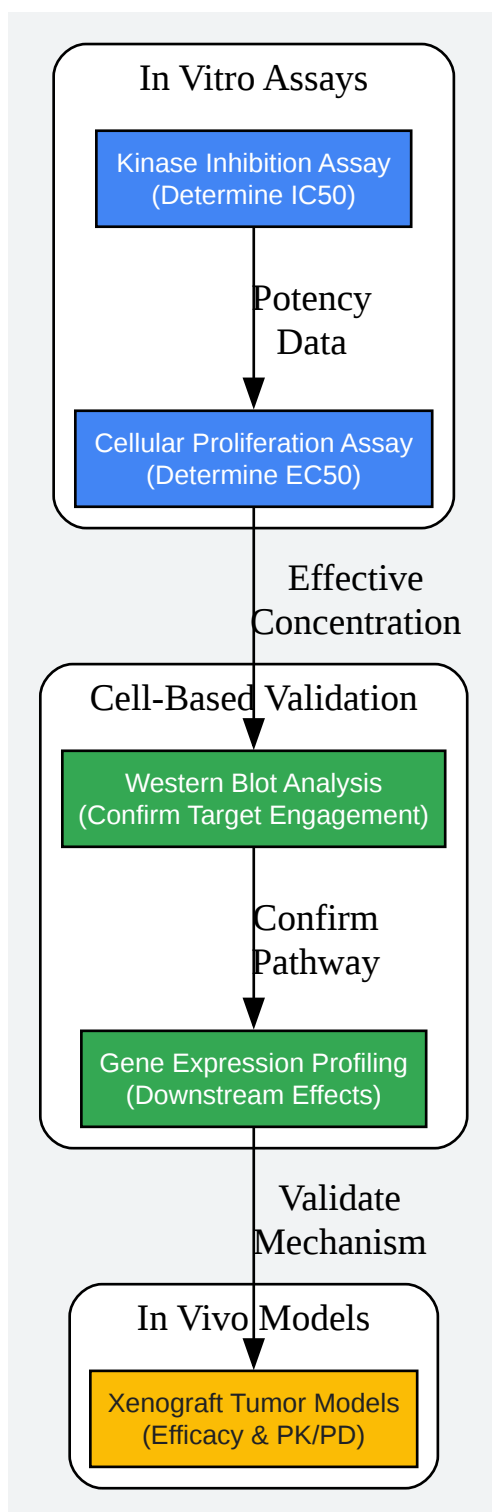 In Vitro Assays
Kinase Inhibition Assay
(Determine IC50)
Potency
Data
Cellular Proliferation Assay
(Determine EC50)
Effective
Concentration
Cell-Based Validation
Western Blot Analysis
(Confirm Target Engagement)
Confirm
Pathway
Gene Expression Profiling
(Downstream Effects)
Validate
Mechanism
In Vivo Models
Xenograft Tumor Models
(Efficacy & PK/PD)